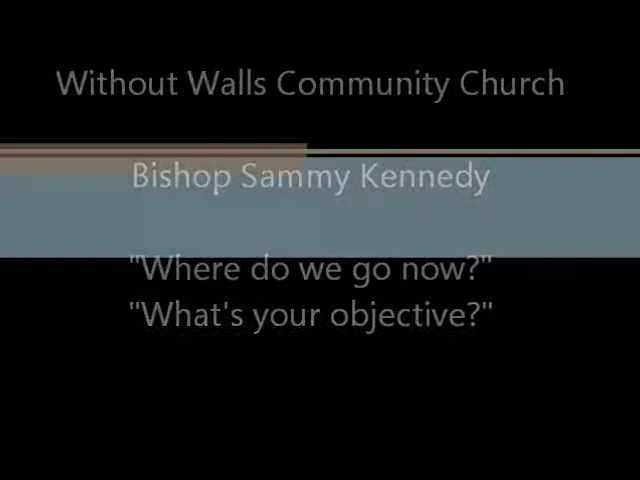 Without Walls Community Church
Bishop Sammy Kennedy
"Where do we go now?"
"What's your objective?"